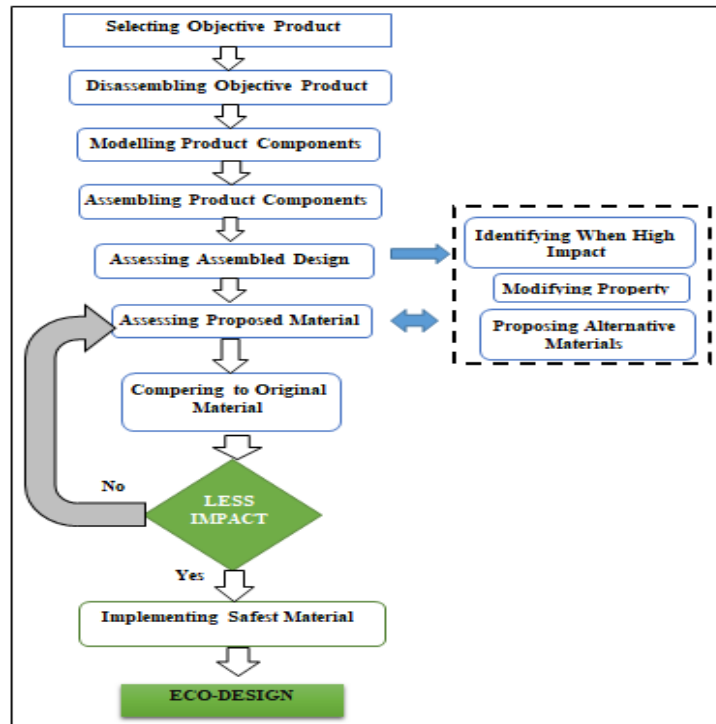 Selecting Objective Product
Disassembling Objective Product
Modelling Product Components
Assembling Product Components
Assessing Assembled Design
Identifying When High
Impact
Modifying Property
Proposing Alternative
Materials
Assessing Proposed Material
Compering to Original
Material
LESS
IMPACT
No
Yes
Implementing Safest Material
ECO-DESIGN